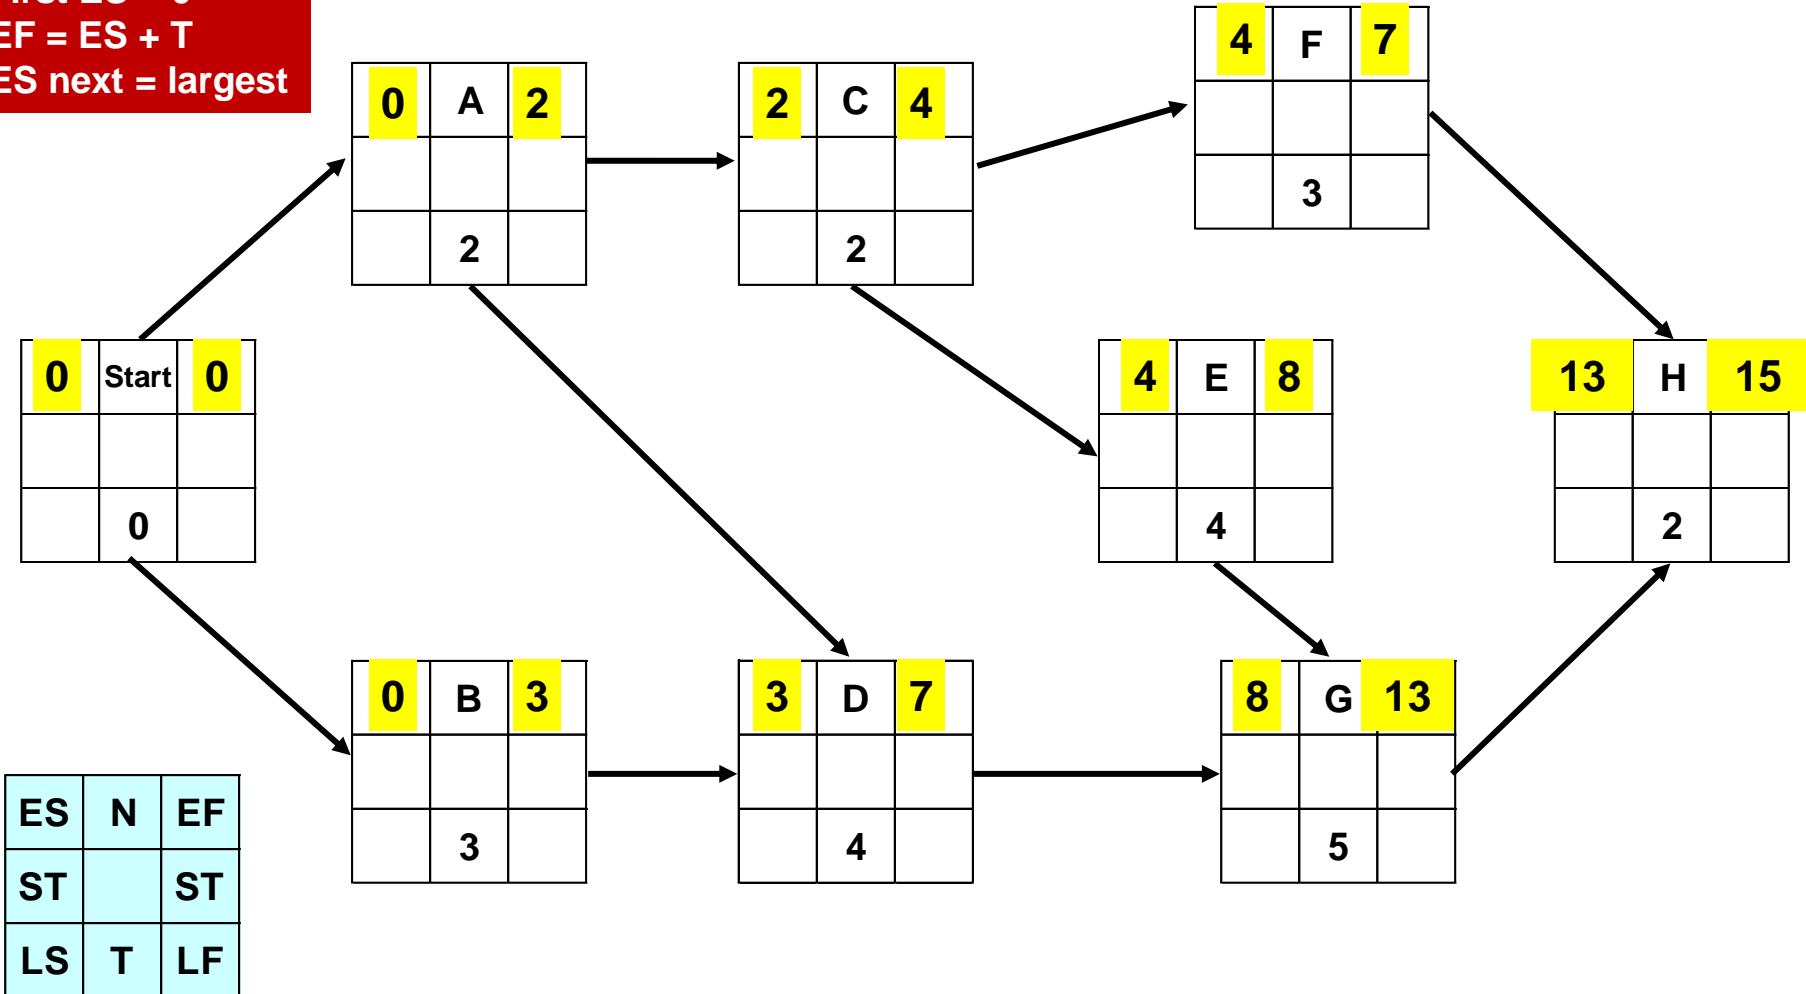 EF = ES + T
ES next = largest
4 F 7
3
0 A 2
2
2 C 4
2
0 Start 0
0
4 E 8
4
13 H 15
2
0 B 3
3
3 D 7
4
8 G 13
5
ES N EF
ST ST
LS T LF